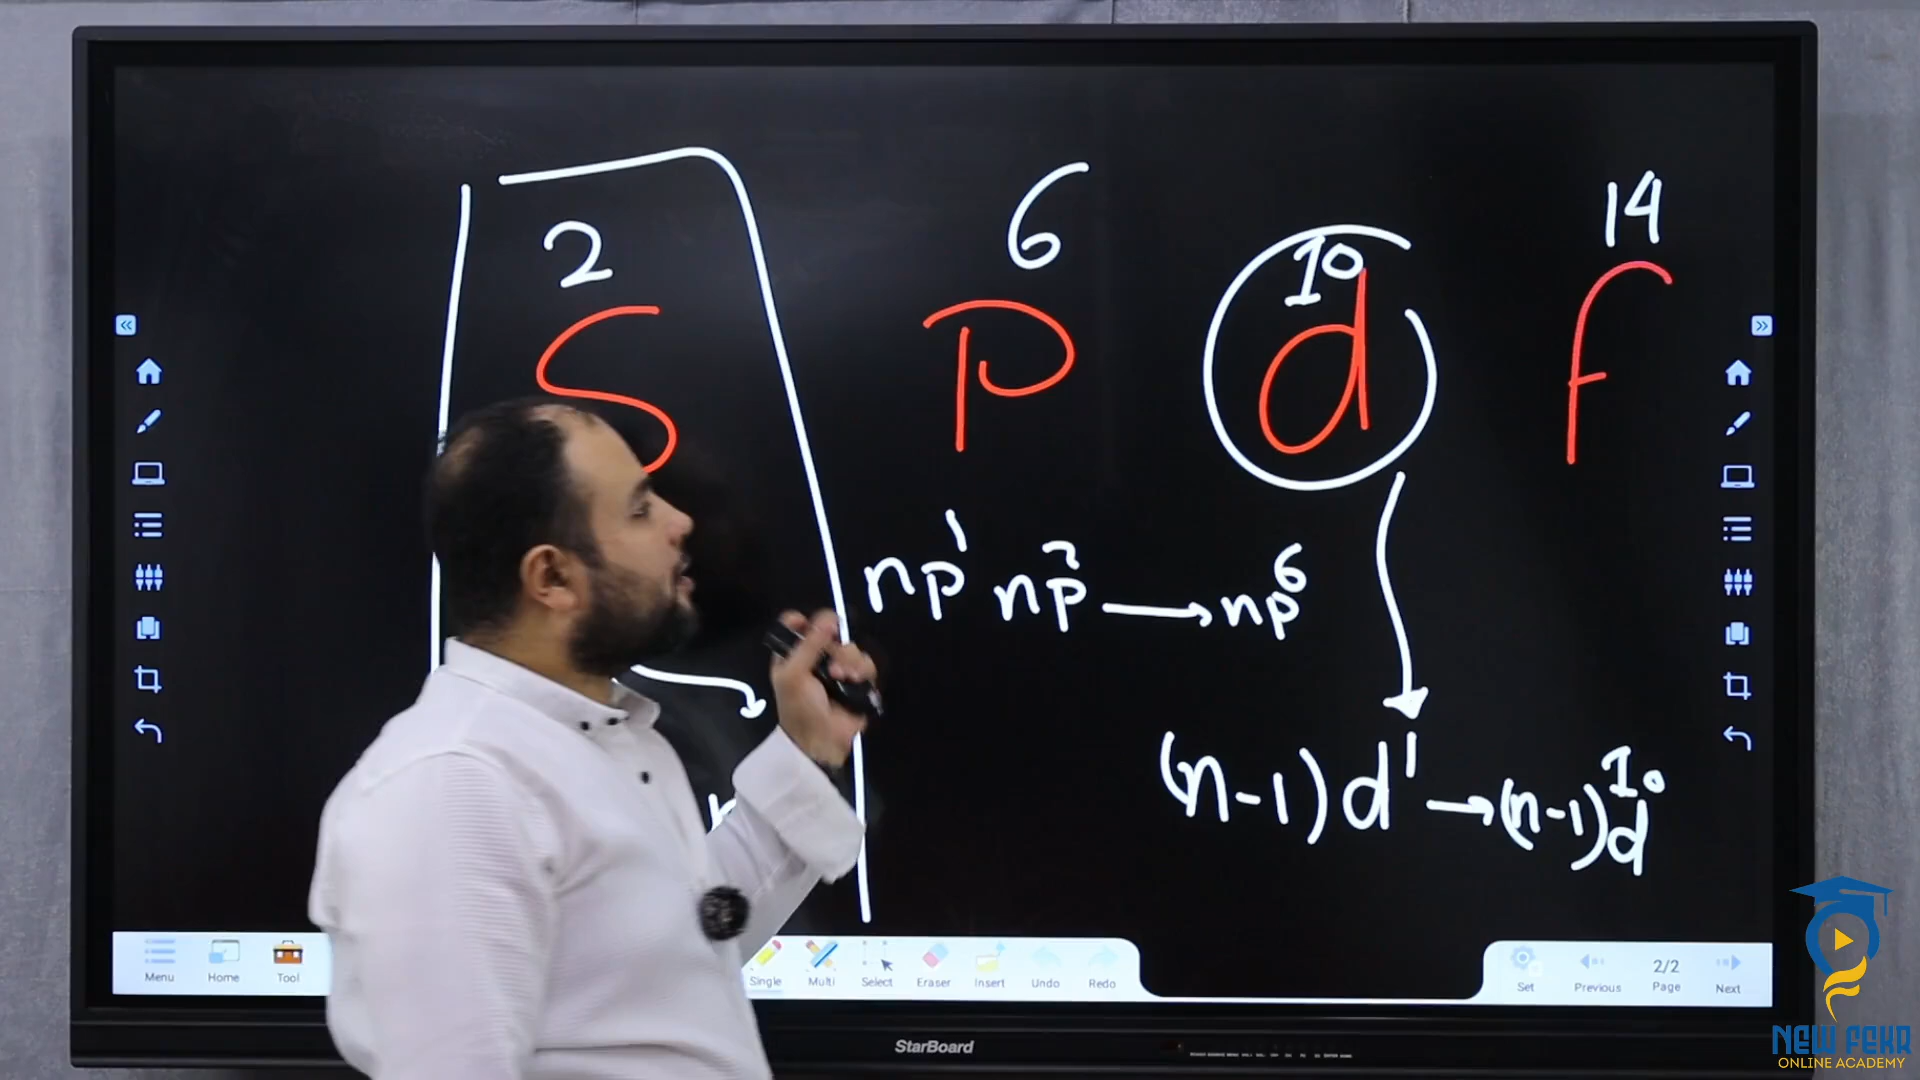 2 6 10 14
S P d f
np¹ np² → np⁶
(n-1) d¹ → (n-1) d¹⁰
Menu Home Tool Single Multi Select Eraser Insert Undo Redo Set Previous 2/2 Page Next
StarBoard
NEW FEKR
ONLINE ACADEMY